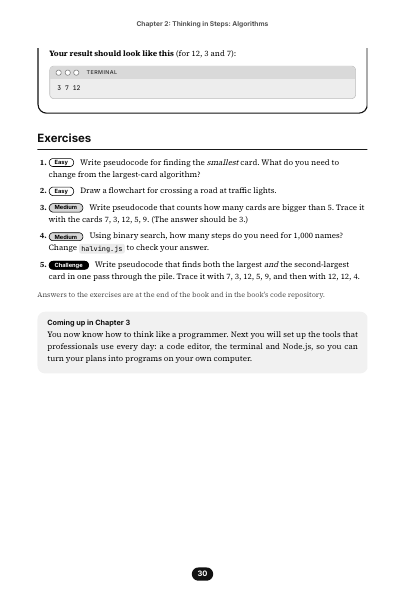 Chapter 2: Thinking in Steps: Algorithms
Your result should look like this (for 12, 3 and 7):
TERMINAL
3 7 12
Exercises
1. Easy Write pseudocode for finding the smallest card. What do you need to
change from the largest-card algorithm?
2. Easy Draw a flowchart for crossing a road at traffic lights.
3. Medium Write pseudocode that counts how many cards are bigger than 5. Trace it
with the cards 7, 3, 12, 5, 9. (The answer should be 3.)
4. Medium Using binary search, how many steps do you need for 1,000 names?
Change halving.js to check your answer.
5. Challenge Write pseudocode that finds both the largest and the second-largest
card in one pass through the pile. Trace it with 7, 3, 12, 5, 9, and then with 12, 12, 4.
Answers to the exercises are at the end of the book and in the book's code repository.
Coming up in Chapter 3
You now know how to think like a programmer. Next you will set up the tools that
professionals use every day: a code editor, the terminal and Node.js, so you can
turn your plans into programs on your own computer.
30